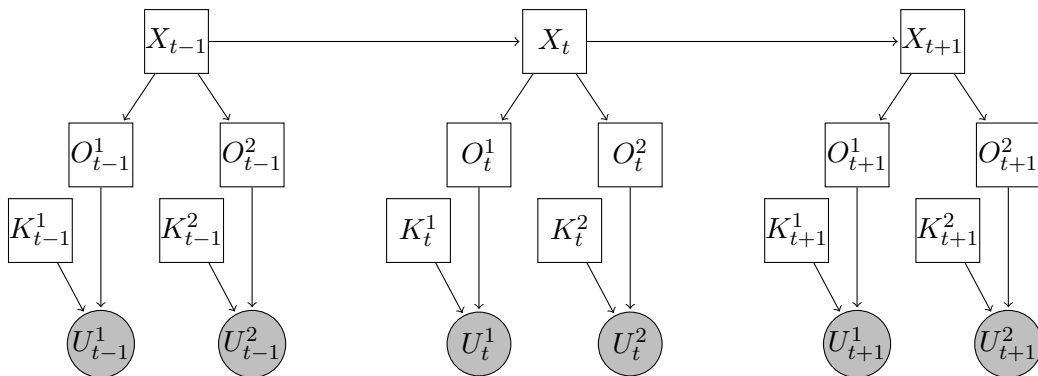 X_{t−1} X_t X_{t+1}
O^1_{t−1} O^2_{t−1} O^1_t O^2_t O^1_{t+1} O^2_{t+1}
K^1_{t−1} K^2_{t−1} K^1_t K^2_t K^1_{t+1} K^2_{t+1}
U^1_{t−1} U^2_{t−1} U^1_t U^2_t U^1_{t+1} U^2_{t+1}